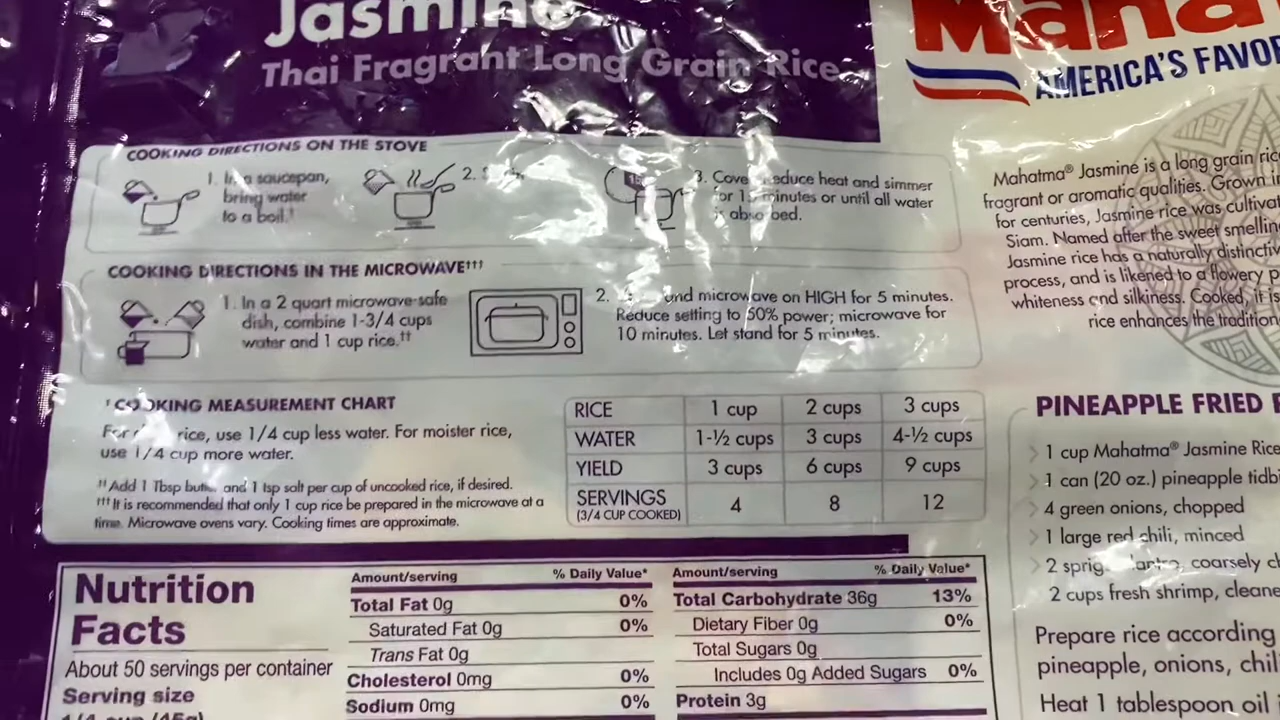 Jasmine
Thai Fragrant Long Grain Rice
AMERICA'S
COOKING DIRECTIONS ON THE STOVE
1. In a saucepan,
bring water
to a boil.†
2.
3. reduce heat and simmer
minutes or until all water
is absorbed.
COOKING DIRECTIONS IN THE MICROWAVE†††
1. In a 2 quart microwave-safe
dish, combine 1-3/4 cups
water and 1 cup rice.††
2. and microwave on HIGH for 5 minutes.
Reduce setting to 50% power; microwave for
10 minutes. Let stand for 5 minutes.
† COOKING MEASUREMENT CHART
For rice, use 1/4 cup less water. For moister rice,
use 1/4 cup more water.
†† Add 1 Tbsp butter and 1 tsp salt per cup of uncooked rice, if desired.
††† It is recommended that only 1 cup rice be prepared in the microwave at a
time. Microwave ovens vary. Cooking times are approximate.
RICE 1 cup 2 cups 3 cups
WATER 1-½ cups 3 cups 4-½ cups
YIELD 3 cups 6 cups 9 cups
SERVINGS 4 8 12
(3/4 CUP COOKED)
Mahatma® Jasmine is a long grain
fragrant or aromatic qualities. Grown
for centuries, Jasmine rice was
Siam. Named after the sweet
Jasmine rice has a naturally
process, and is likened to a flowery
whiteness and silkiness. Cooked, it
rice enhances the
PINEAPPLE FRIED
1 cup Mahatma® Jasmine Rice
1 can (20 oz.) pineapple
4 green onions, chopped
1 large red chili, minced
2 coarsely
2 cups fresh shrimp,
Prepare rice according
pineapple, onions,
Heat 1 tablespoon oil
Nutrition
Facts
About 50 servings per container
Serving size
1/4 cup (45g)
Amount/serving % Daily Value*
Total Fat 0g 0%
Saturated Fat 0g 0%
Trans Fat 0g
Cholesterol 0mg 0%
Sodium 0mg 0%
Amount/serving % Daily Value*
Total Carbohydrate 36g 13%
Dietary Fiber 0g 0%
Total Sugars 0g
Includes 0g Added Sugars 0%
Protein 3g